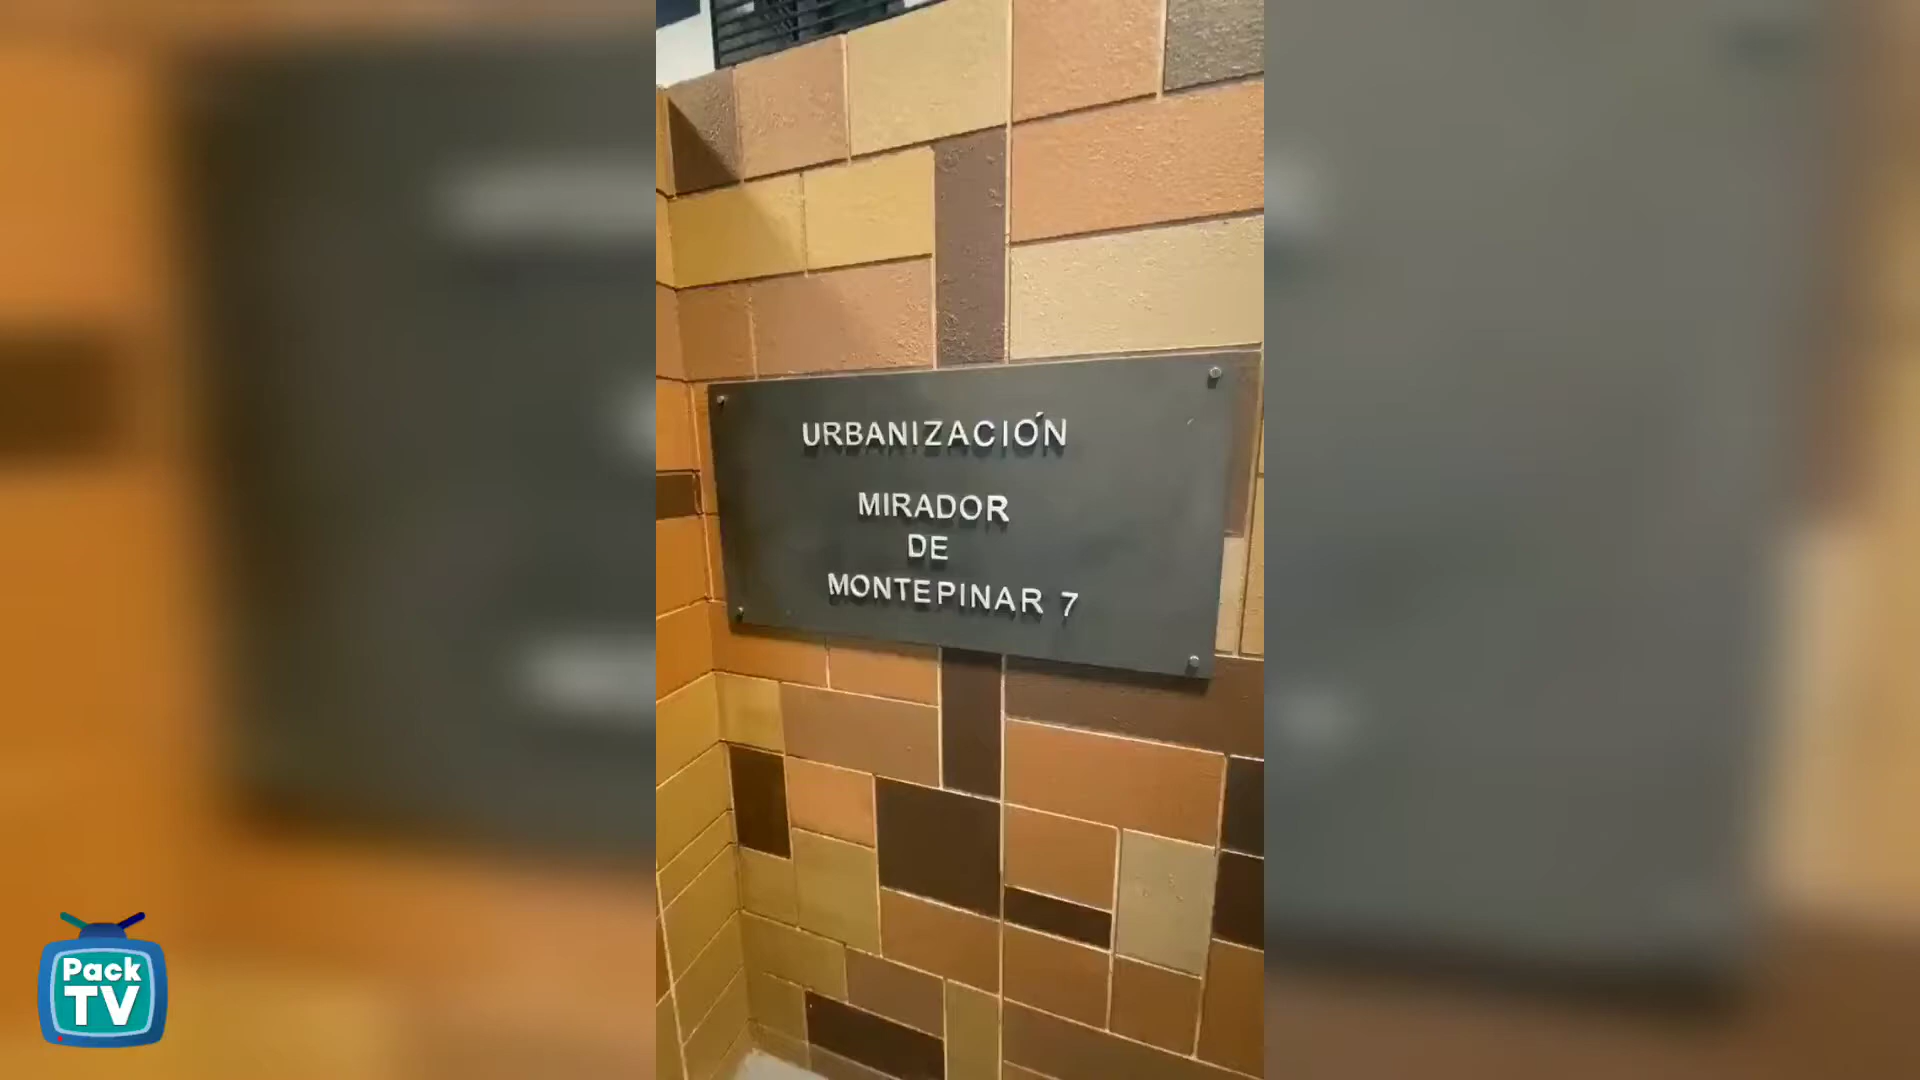 URBANIZACIÓN
MIRADOR
DE
MONTEPINAR 7
Pack
TV